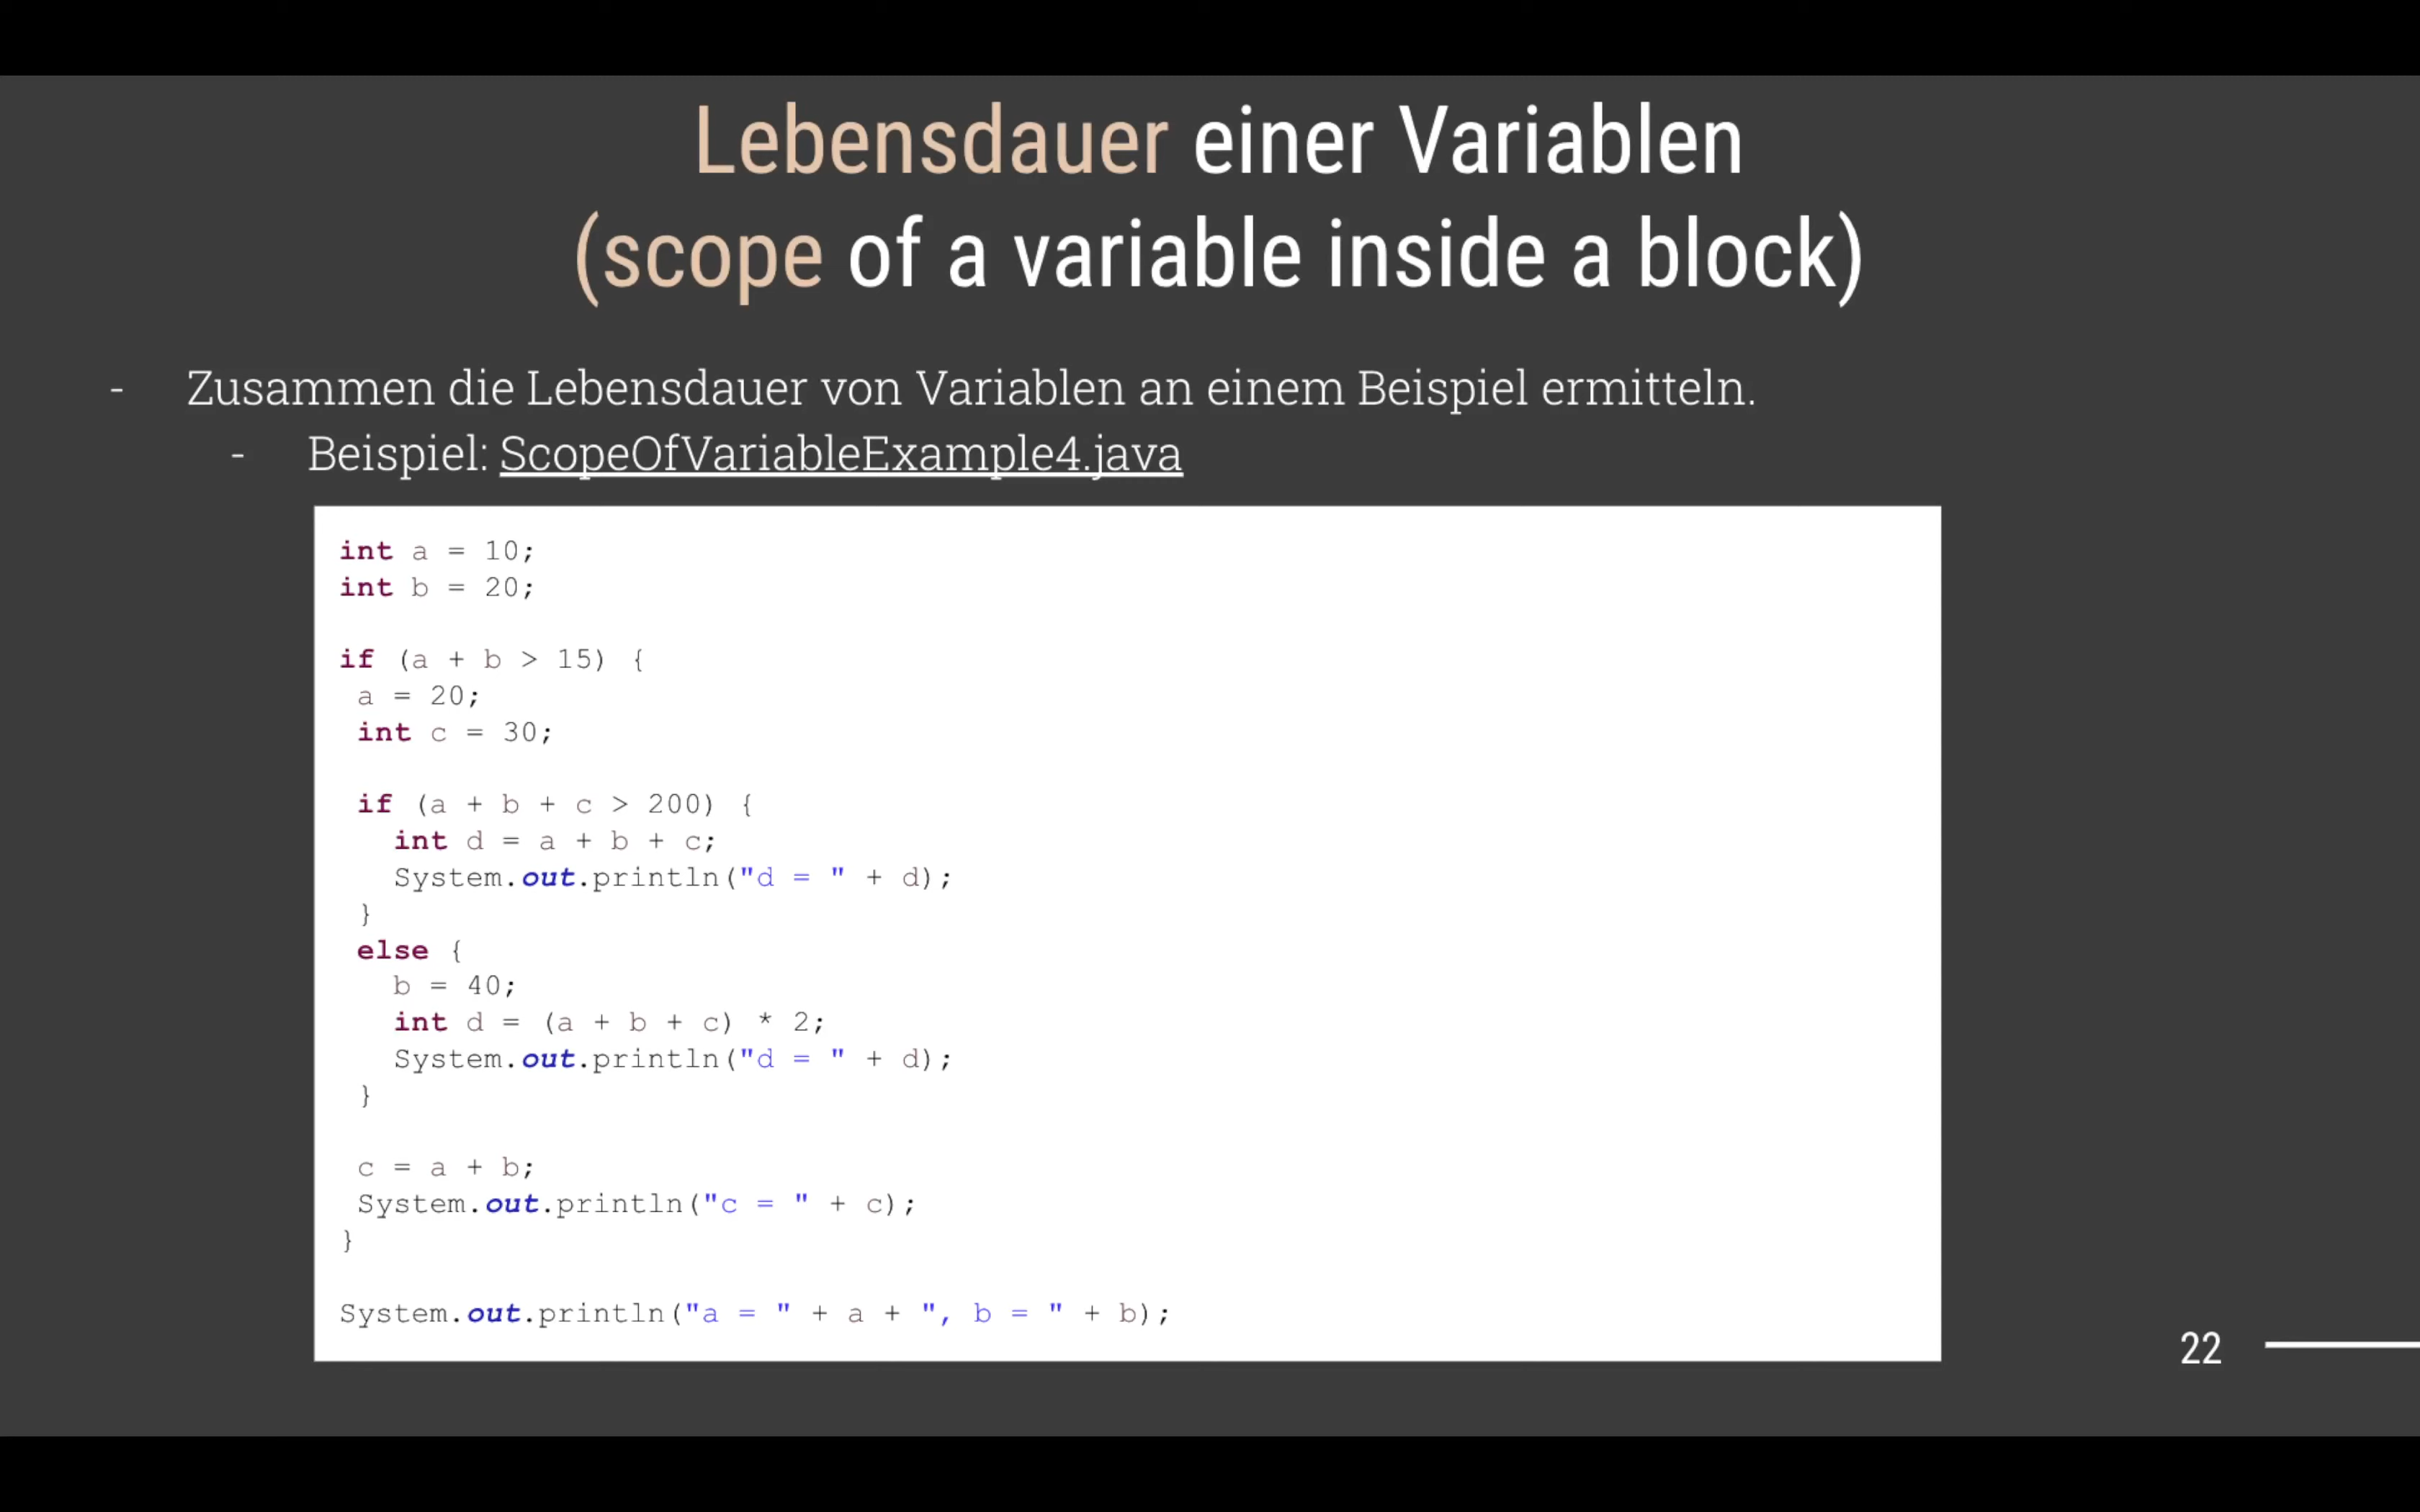 Lebensdauer einer Variablen
(scope of a variable inside a block)
- Zusammen die Lebensdauer von Variablen an einem Beispiel ermitteln.
- Beispiel: ScopeOfVariableExample4.java
int a = 10;
int b = 20;
if (a + b > 15) {
a = 20;
int c = 30;
if (a + b + c > 200) {
int d = a + b + c;
System.out.println("d = " + d);
}
else {
b = 40;
int d = (a + b + c) * 2;
System.out.println("d = " + d);
}
c = a + b;
System.out.println("c = " + c);
}
System.out.println("a = " + a + ", b = " + b);
22